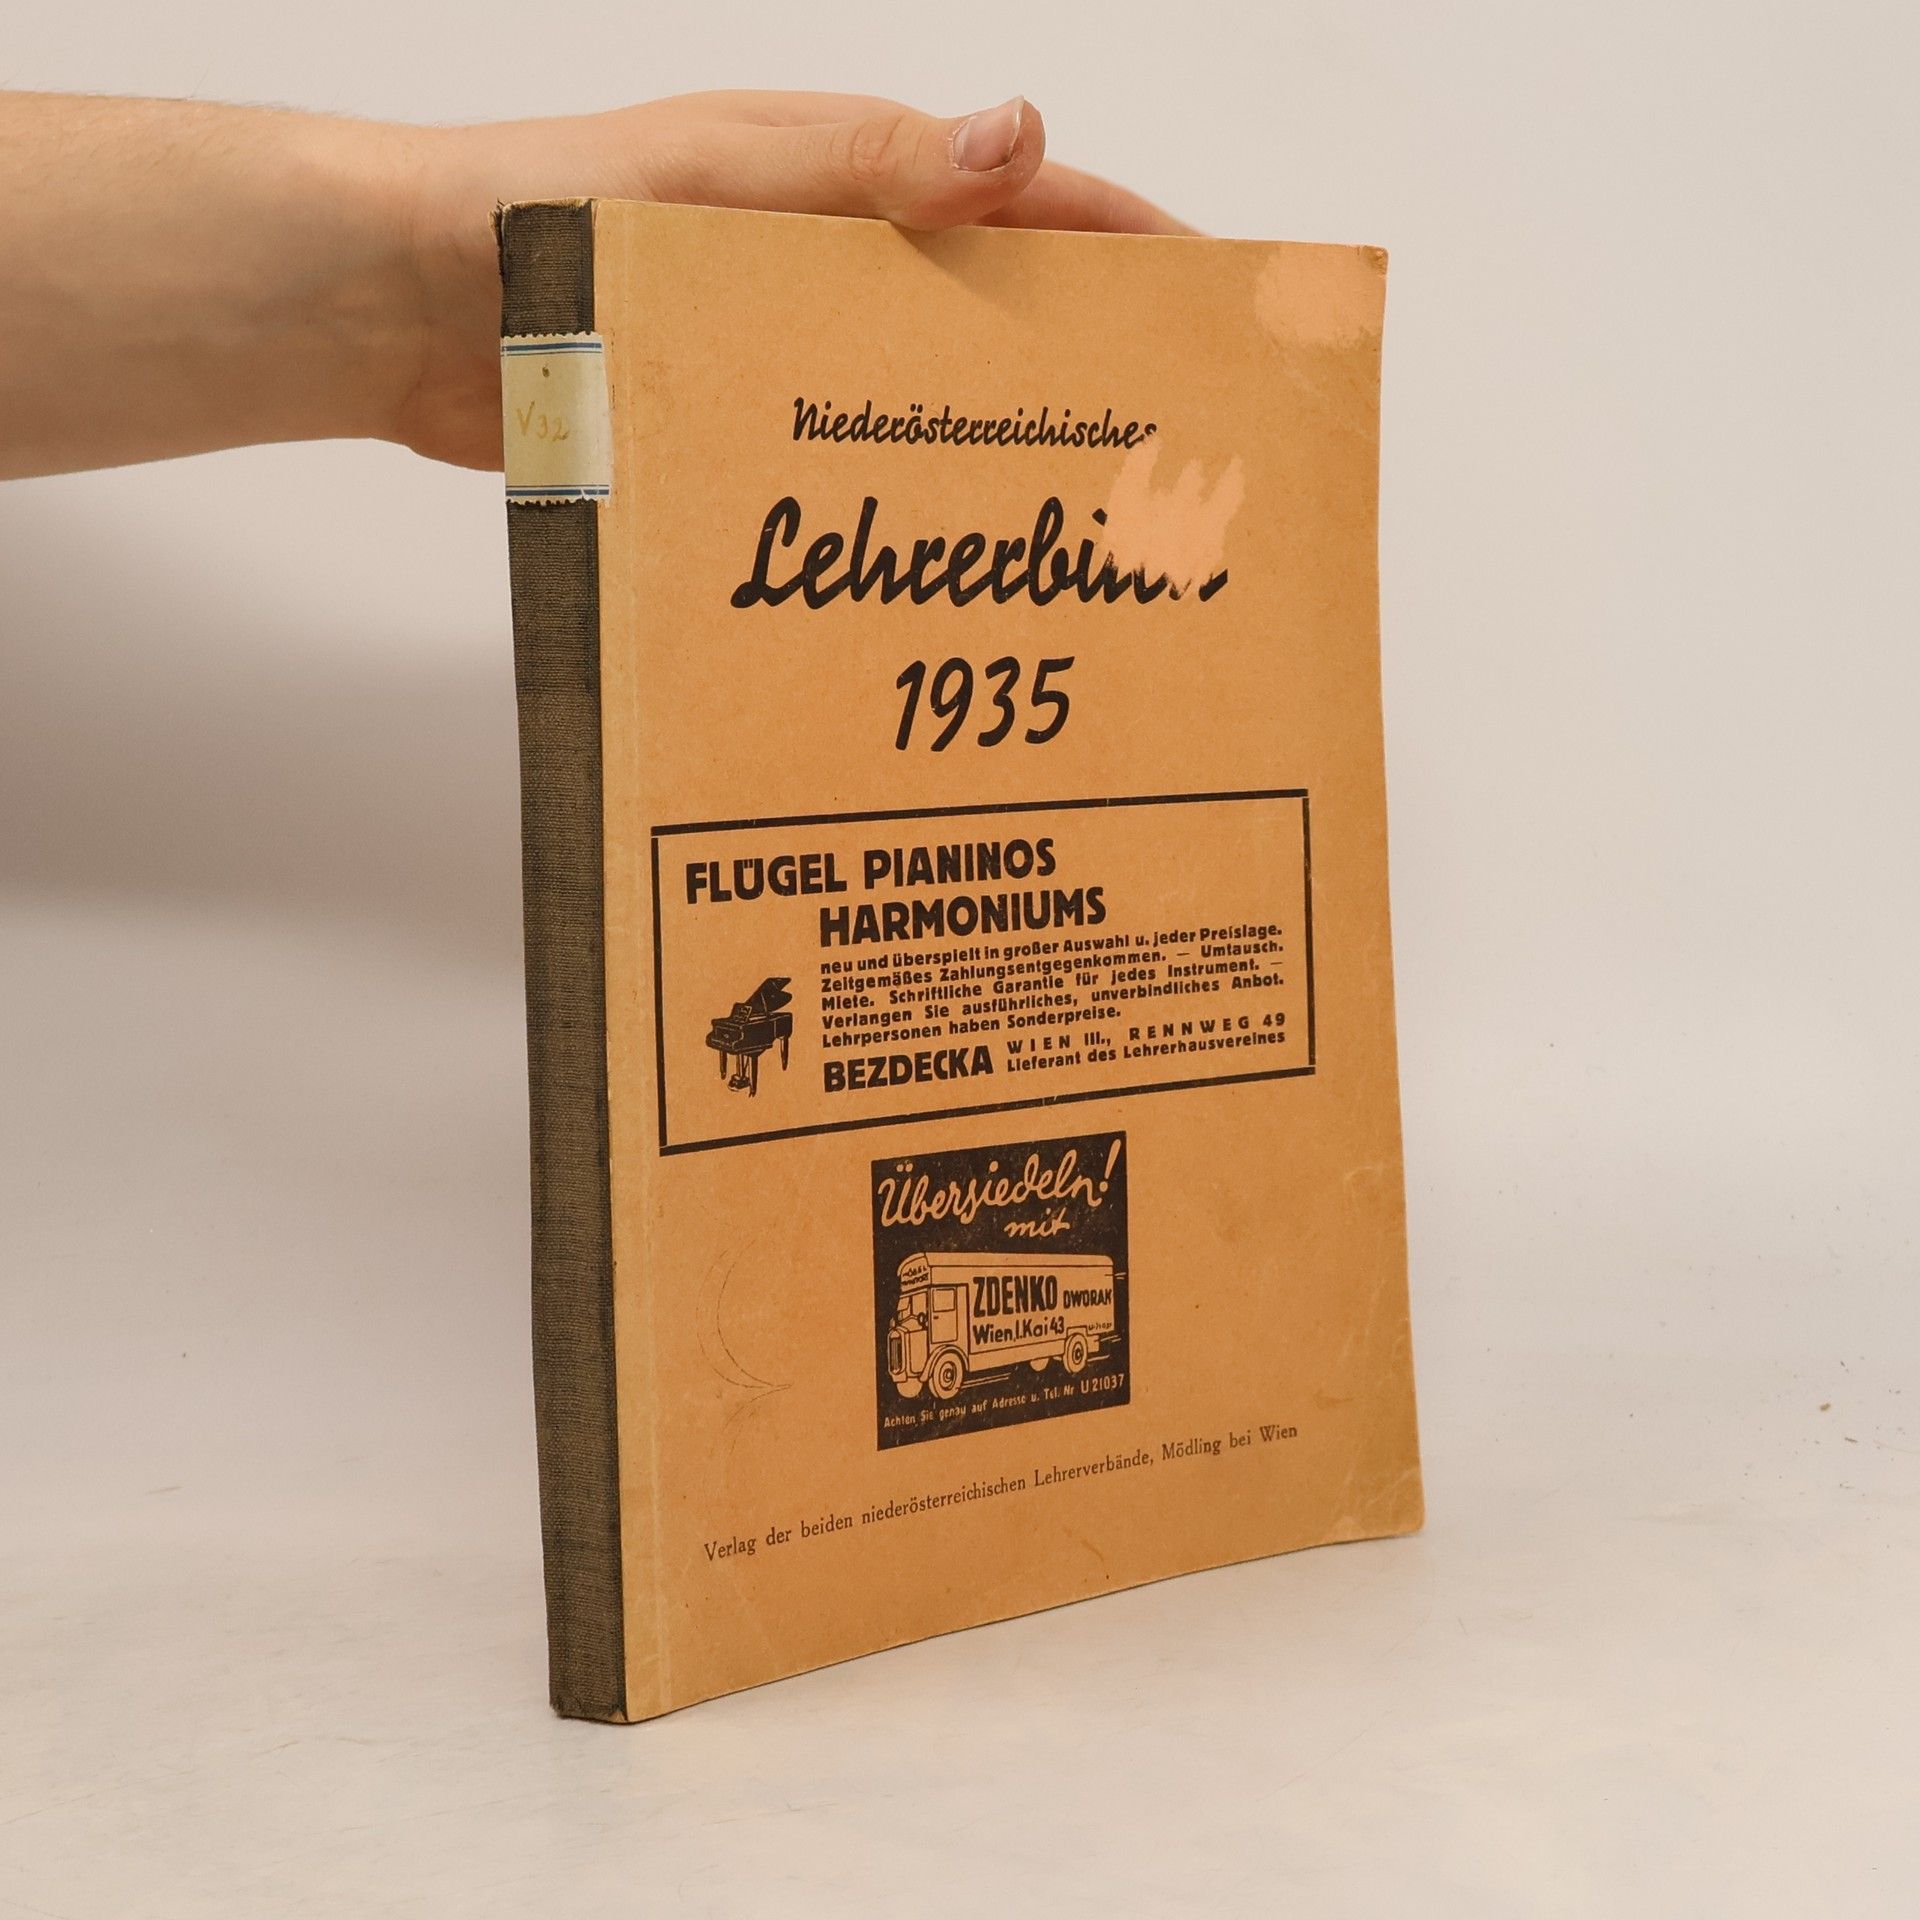 V32
Niederösterreichisches
1935
FLÜGEL PIANINOS
HARMONIUMS
neu und überspielt in großer Auswahl u. jeder Preislage.
Zeitgemäßes Zahlungsentgegenkommen. — Umtausch.
Miete. Schriftliche Garantie für jedes Instrument. —
Verlangen Sie ausführliches, unverbindliches Anbot.
Lehrpersonen haben Sonderpreise.
BEZDECKA WIEN III., RENNWEG 49
Lieferant des Lehrerhausvereines
Übersiedeln!
mit
ZDENKO DWORAK
Wien, I. Kai 43
Achten Sie genau auf Adresse u. Tel. Nr U 21037
Verlag der beiden niederösterreichischen Lehrerverbände, Mödling bei Wien